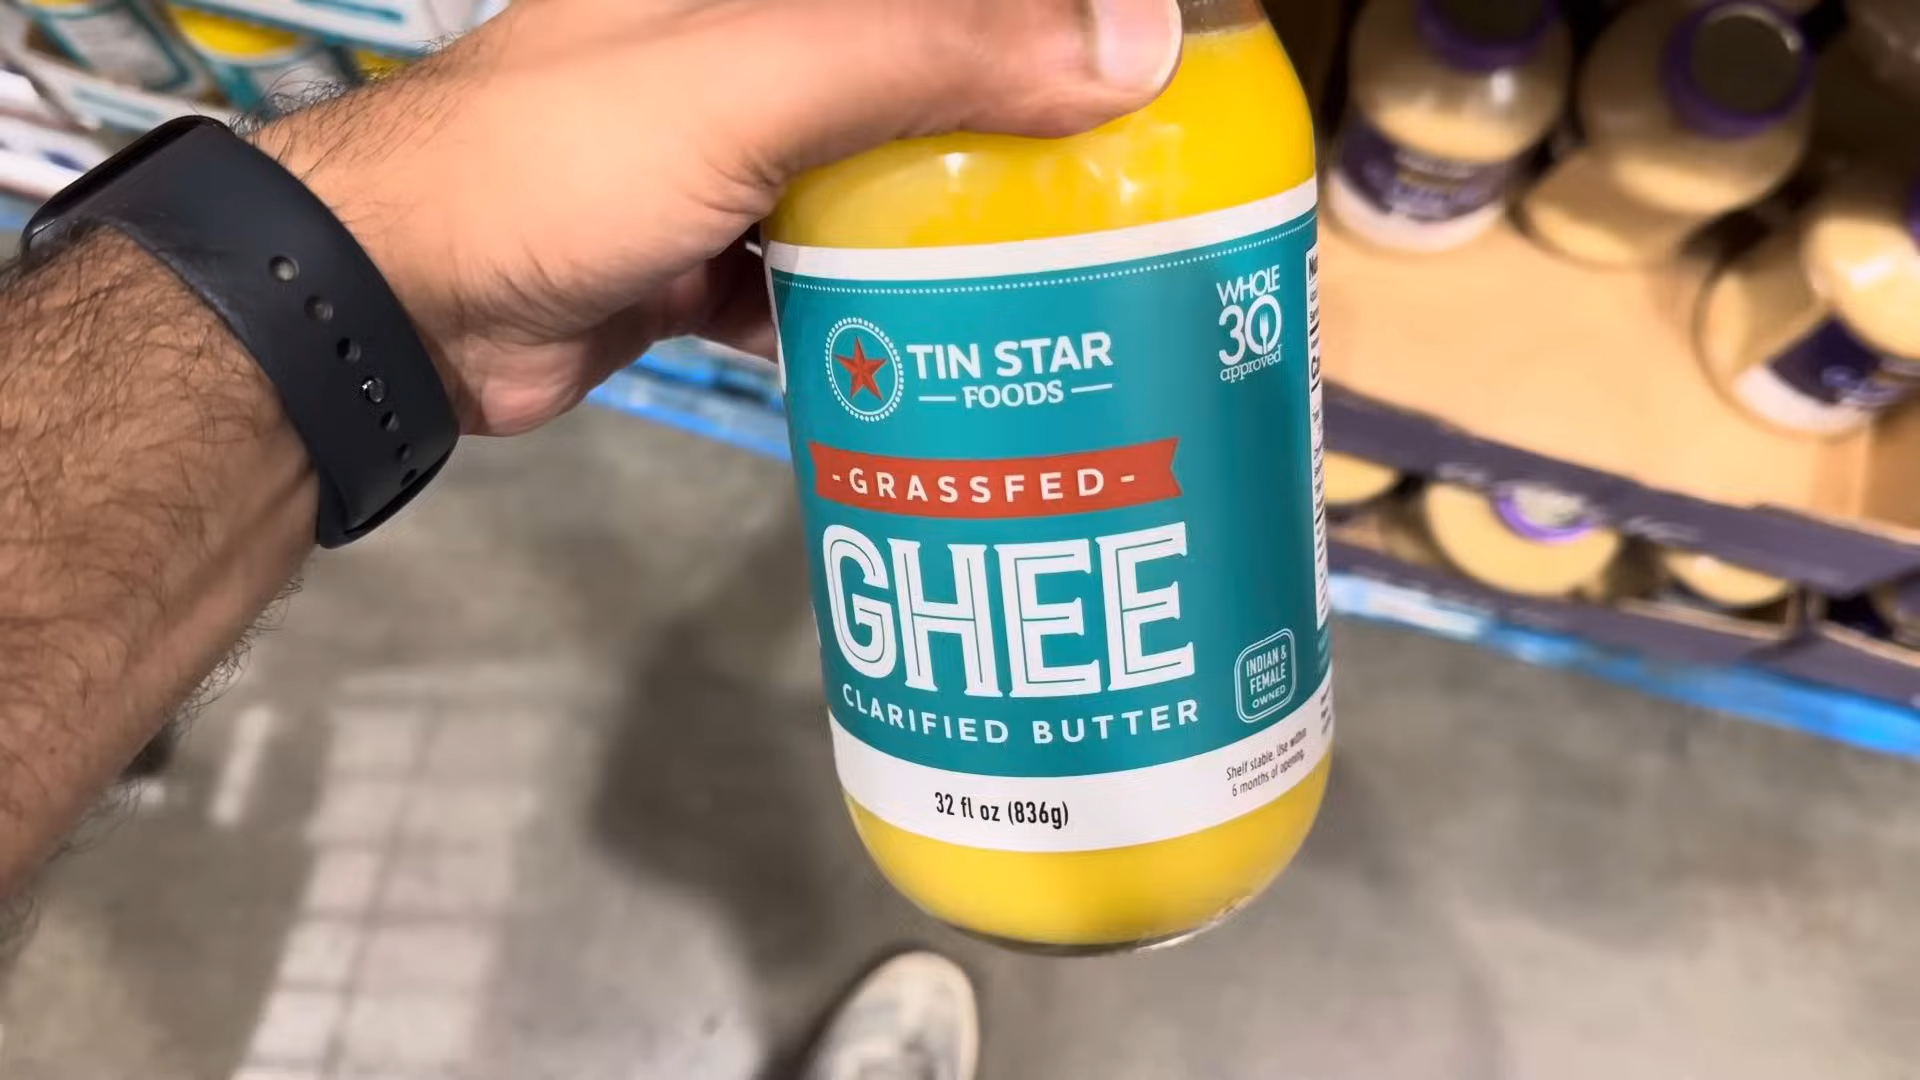 WHOLE
30
approved
TIN STAR
FOODS
-GRASSFED-
GHEE
CLARIFIED BUTTER
INDIAN &
FEMALE
OWNED
Shelf stable. Use within
6 months of opening.
32 fl oz (836g)